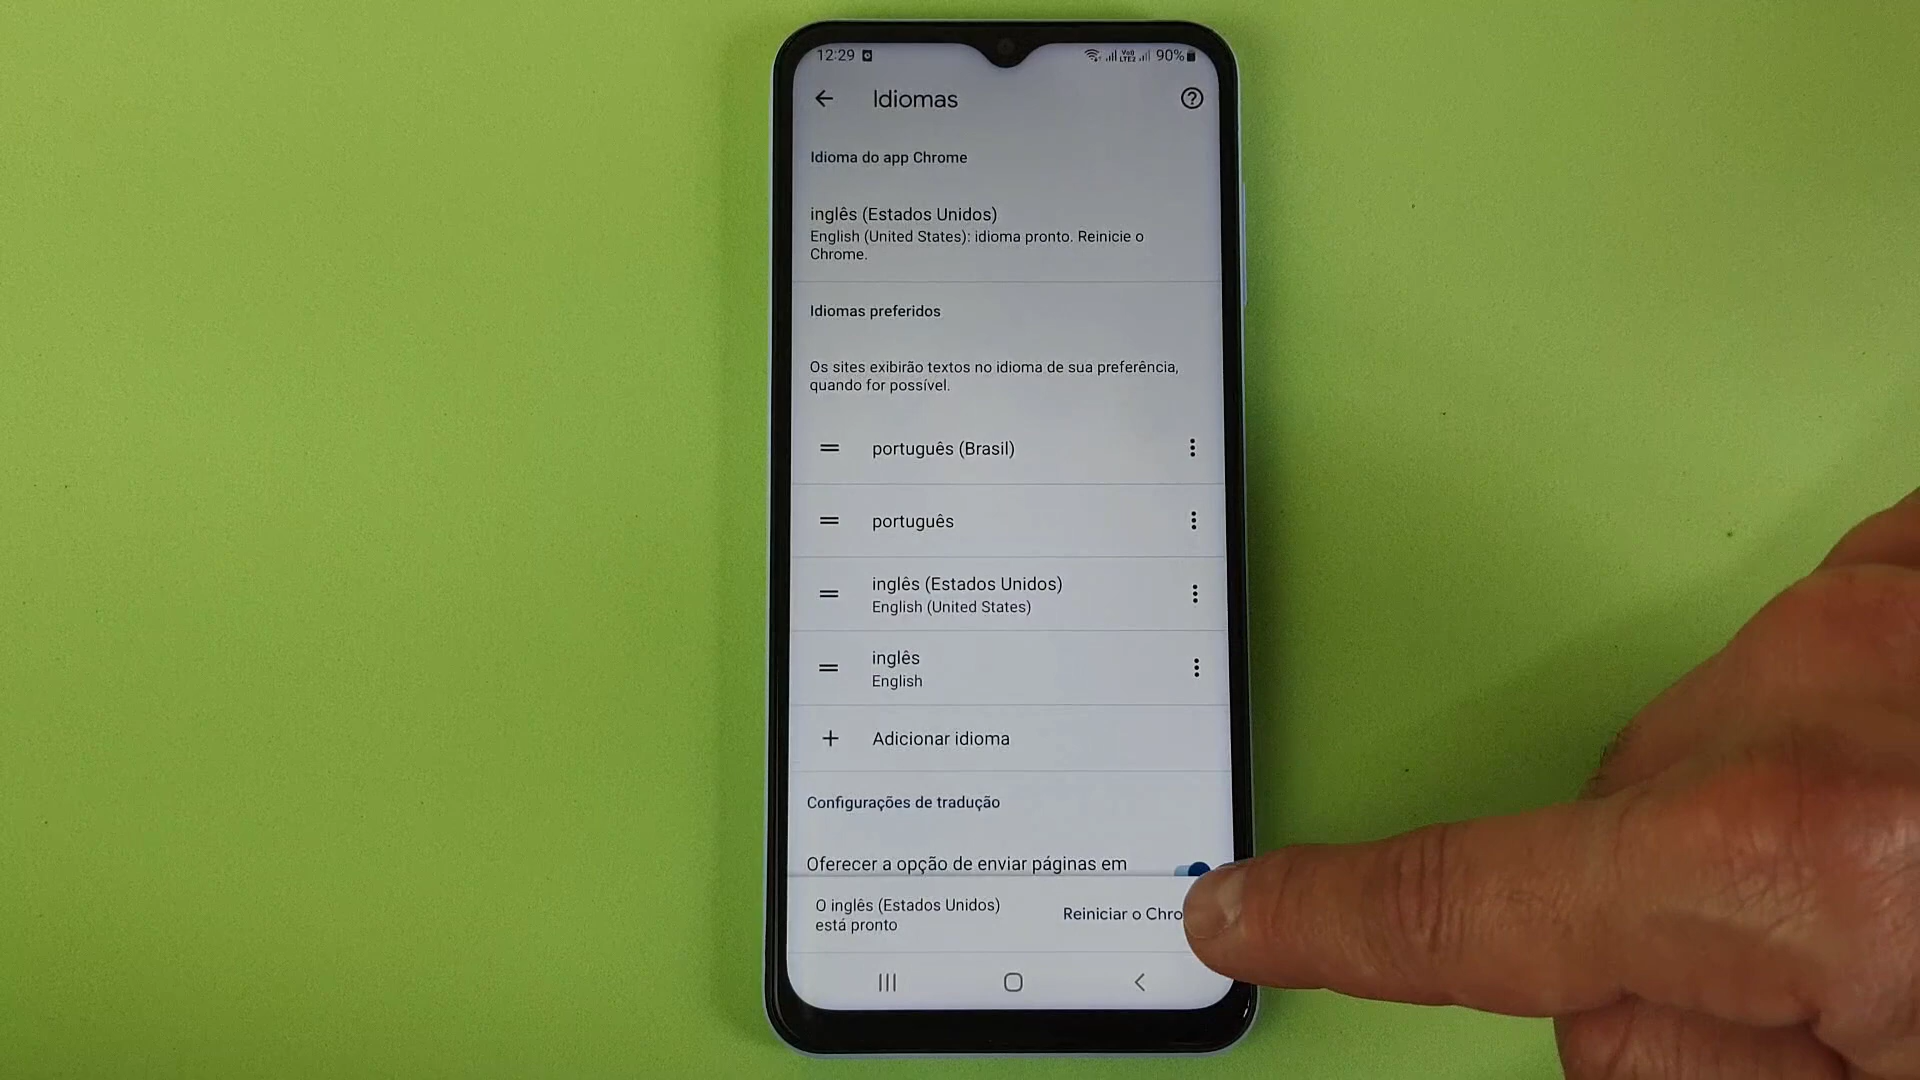 12:29
90%
Idiomas
Idioma do app Chrome
inglês (Estados Unidos)
English (United States): idioma pronto. Reinicie o
Chrome.
Idiomas preferidos
Os sites exibirão textos no idioma de sua preferência,
quando for possível.
português (Brasil)
português
inglês (Estados Unidos)
English (United States)
inglês
English
Adicionar idioma
Configurações de tradução
Oferecer a opção de enviar páginas em
O inglês (Estados Unidos)
está pronto
Reiniciar o Chro